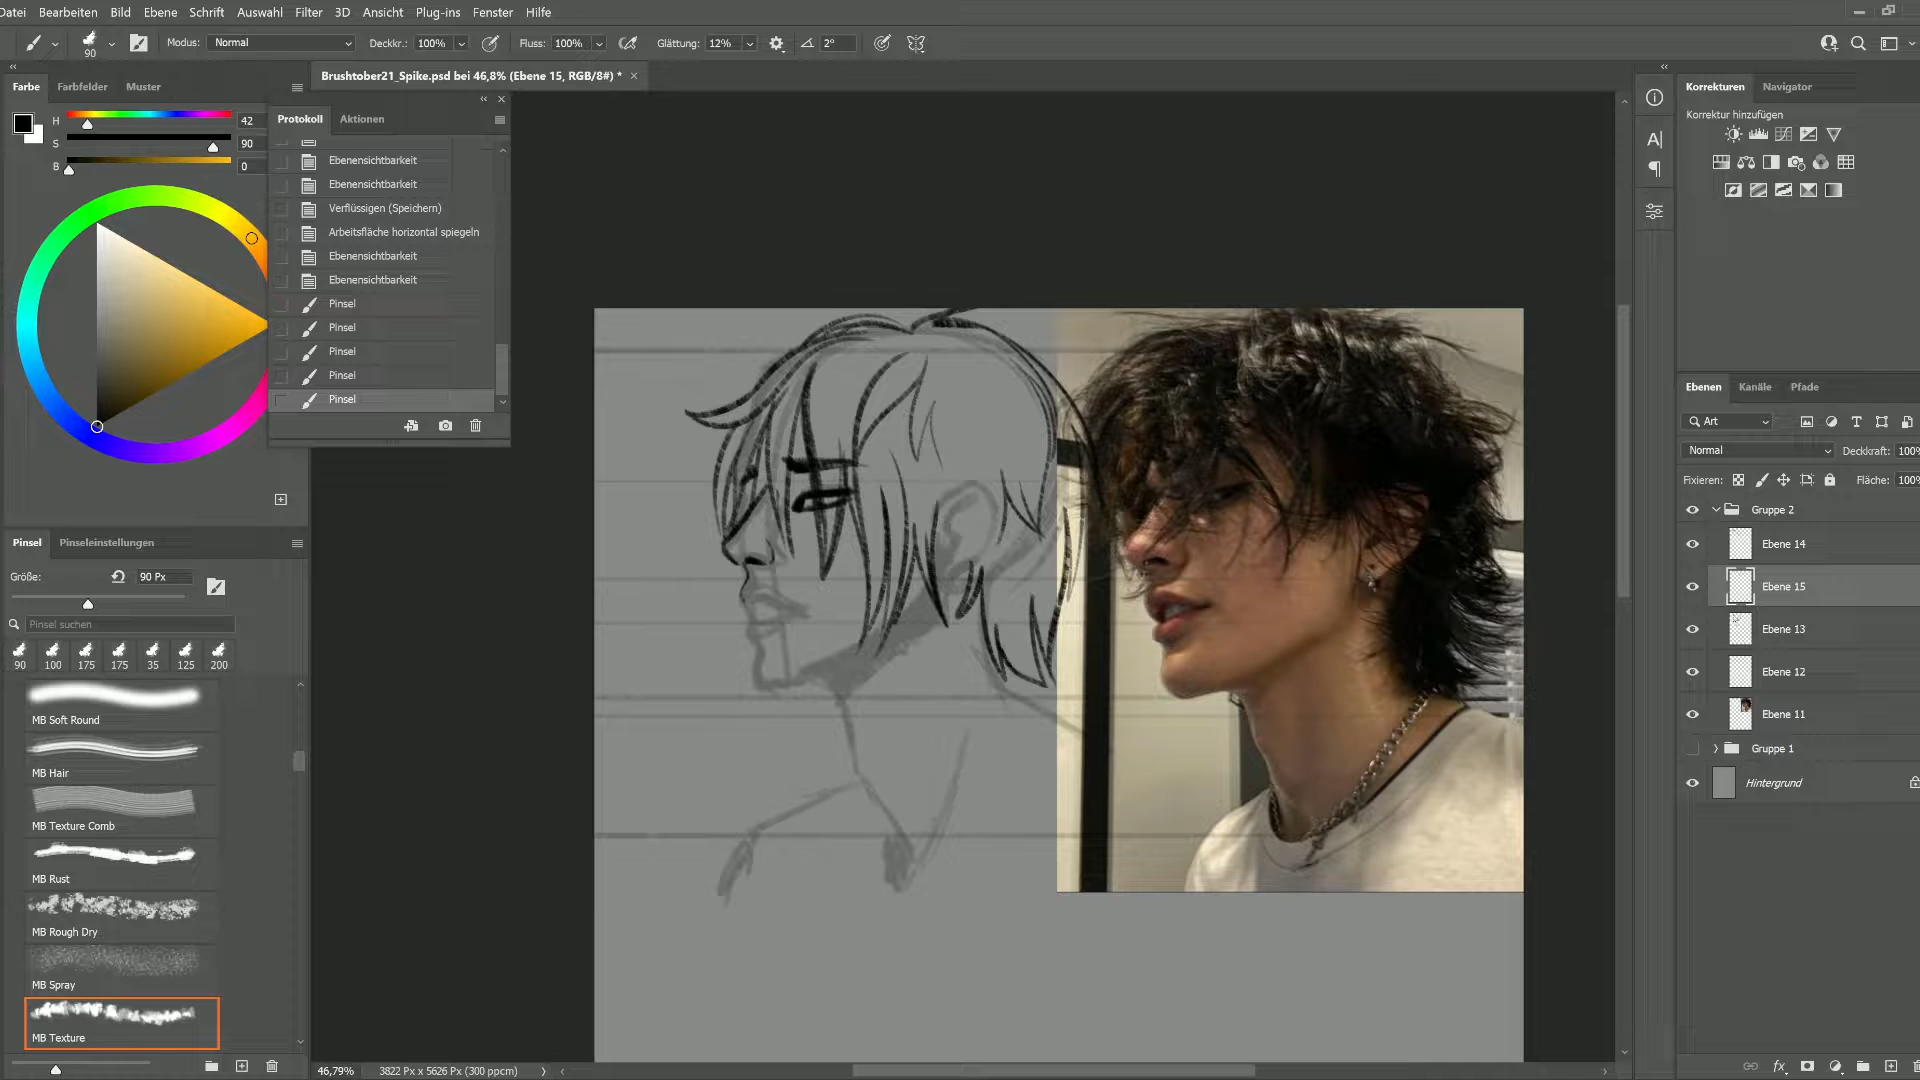 Datei Bearbeiten Bild Ebene Schrift Auswahl Filter 3D Ansicht Plug-ins Fenster Hilfe
90 Modus: Normal Deckkr.: 100% Fluss: 100% Glättung: 12% 2°
Brushtober21_Spike.psd bei 46,8% (Ebene 15, RGB/8#) *
Farbe Farbfelder Muster
H 42
S 90
B 0
Protokoll Aktionen
Ebenensichtbarkeit
Ebenensichtbarkeit
Verflüssigen (Speichern)
Arbeitsfläche horizontal spiegeln
Ebenensichtbarkeit
Ebenensichtbarkeit
Pinsel
Pinsel
Pinsel
Pinsel
Pinsel
Pinsel Pinseleinstellungen
Größe: 90 Px
Pinsel suchen
90 100 175 175 35 125 200
MB Soft Round
MB Hair
MB Texture Comb
MB Rust
MB Rough Dry
MB Spray
MB Texture
46,79% 3822 Px x 5626 Px (300 ppcm)
Korrekturen Navigator
Korrektur hinzufügen
Ebenen Kanäle Pfade
Art
Normal Deckkraft: 100%
Fixieren: Fläche: 100%
Gruppe 2
Ebene 14
Ebene 15
Ebene 13
Ebene 12
Ebene 11
Gruppe 1
Hintergrund
fx